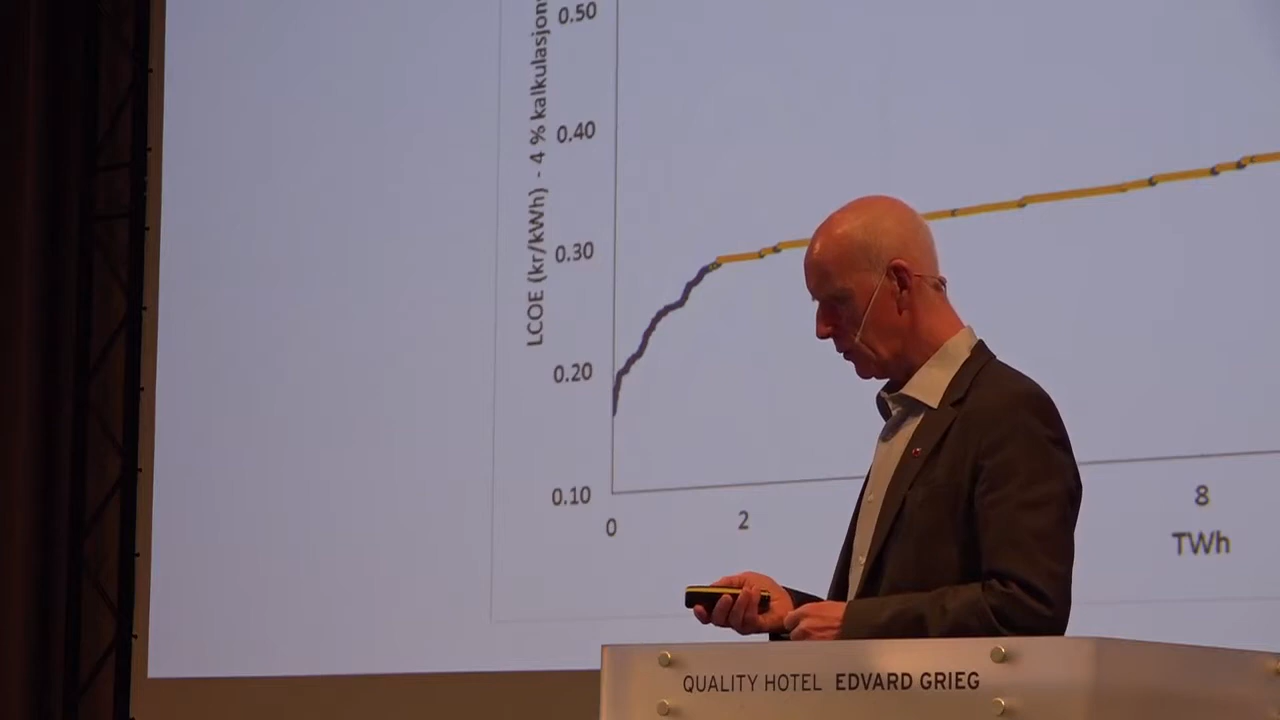 LCOE (kr/kWh) - 4 % kalkulasjons
0.50
0.40
0.30
0.20
0.10
0
2
8
TWh
QUALITY HOTEL EDVARD GRIEG